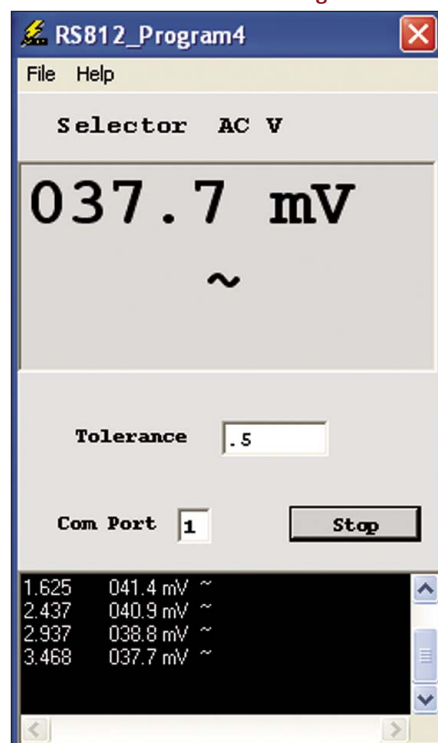 RS812_Program4
File Help
Selector AC V
037.7 mV
~
Tolerance .5
Com Port 1 Stop
1.625 041.4 mV ~
2.437 040.9 mV ~
2.937 038.8 mV ~
3.468 037.7 mV ~